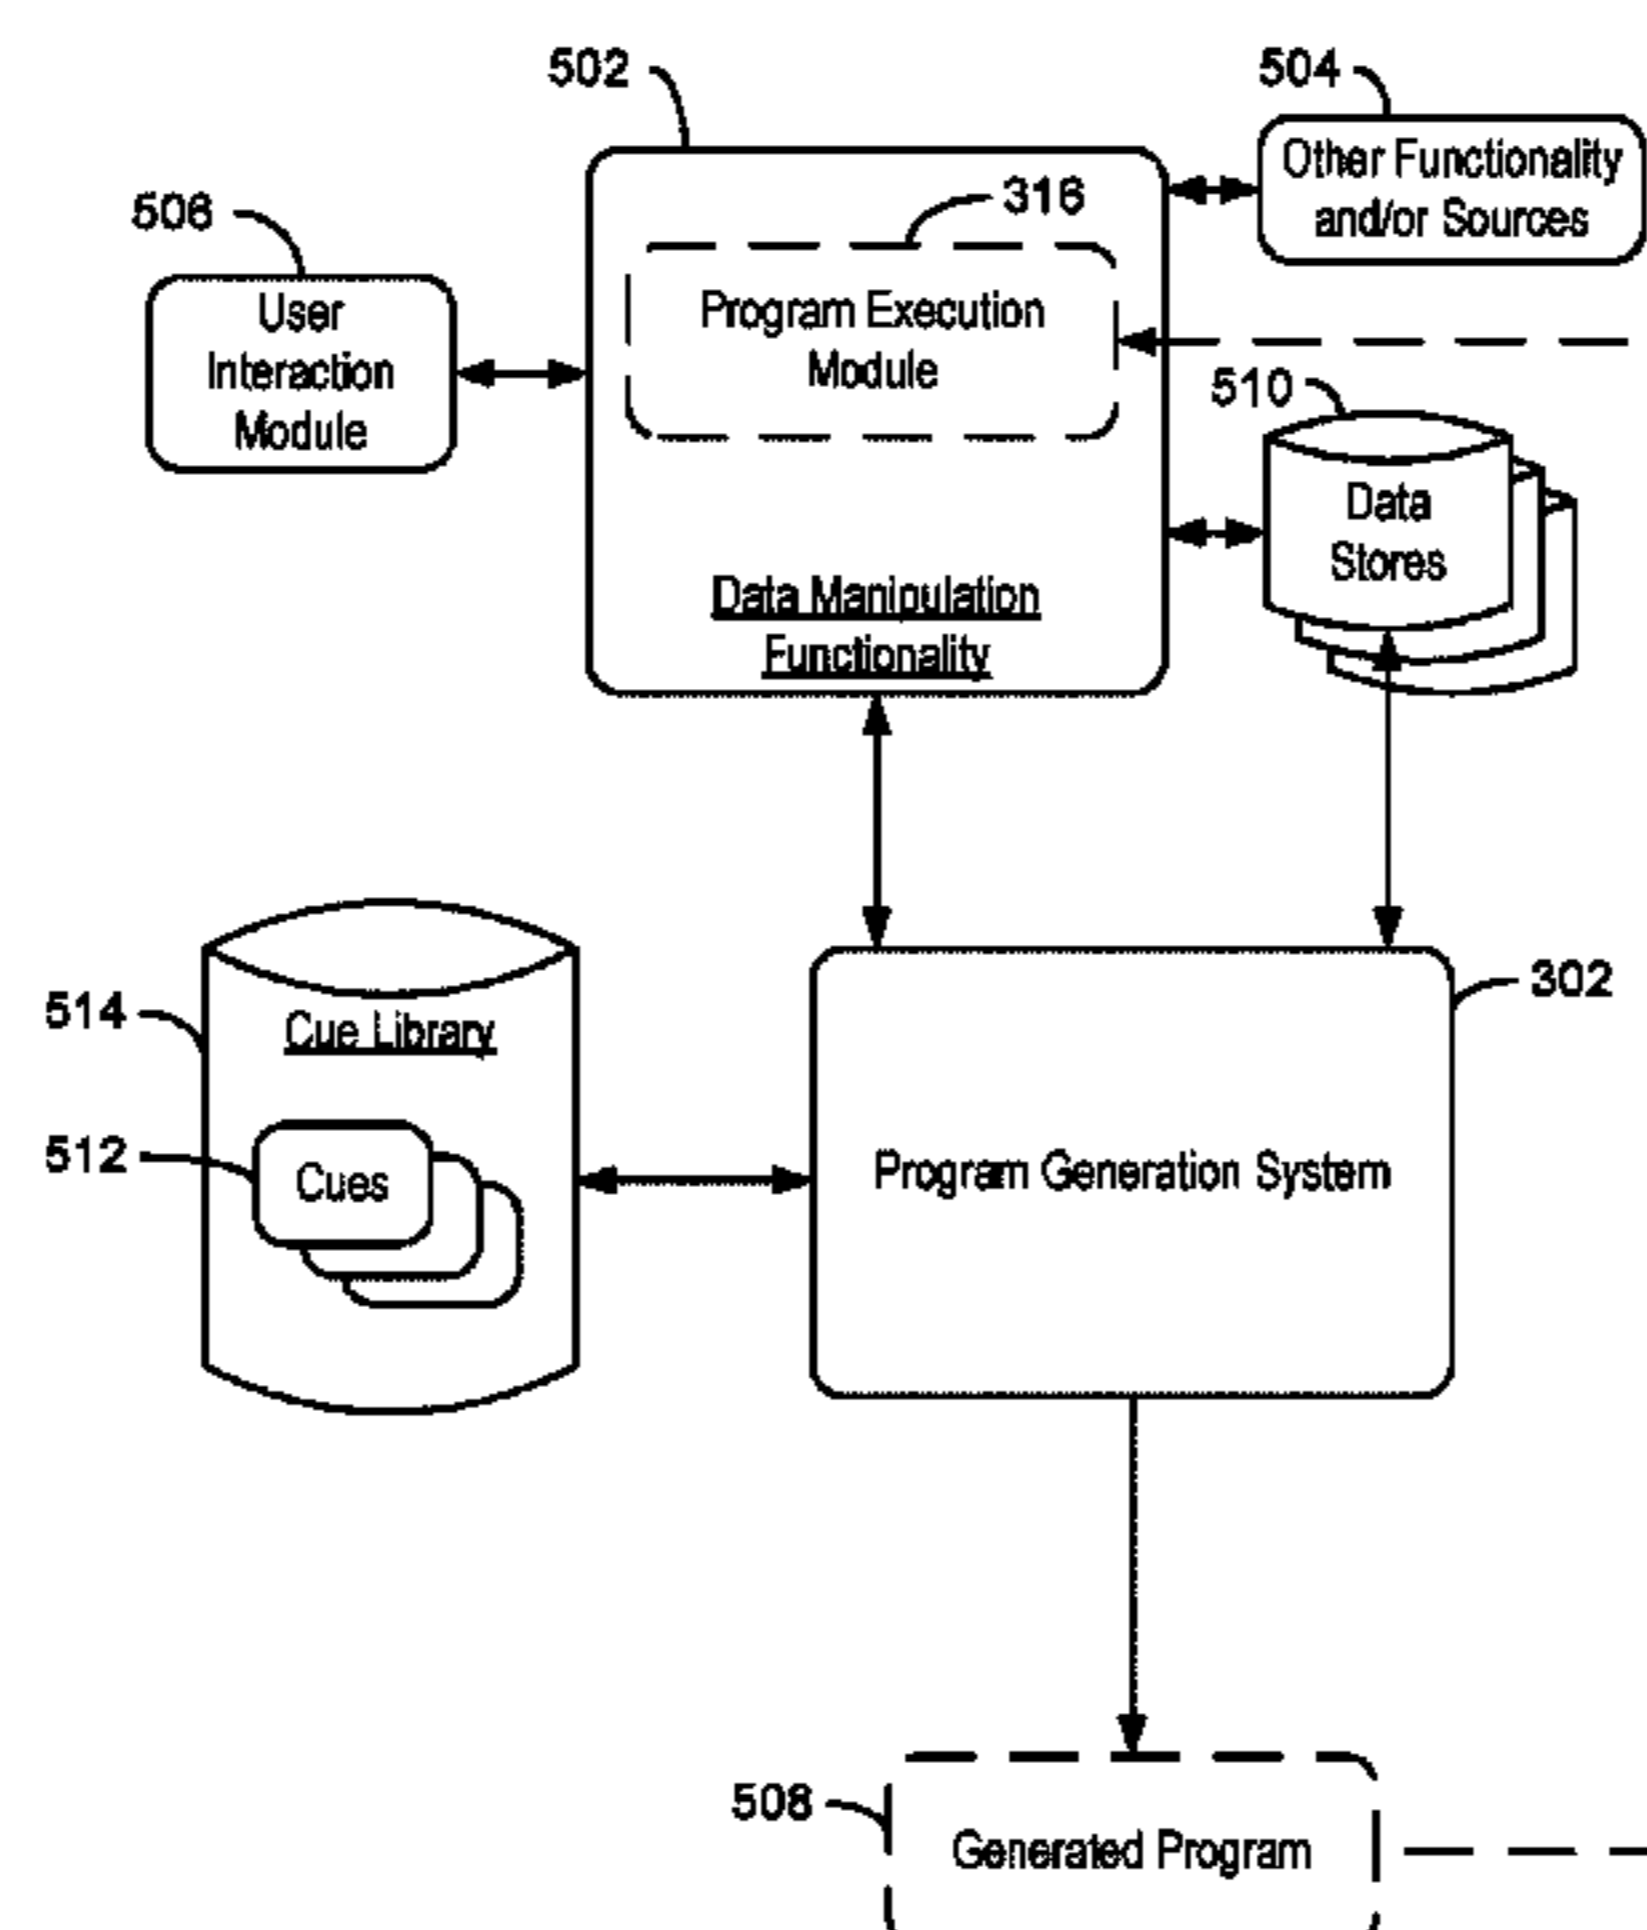 502
504
Other Functionality
and/or Sources
506
316
User
Interaction
Module
Program Execution
Module
510
Data
Stores
Data Manipulation
Functionality
302
514
Cue Library
512
Cues
Program Generation System
508
Generated Program